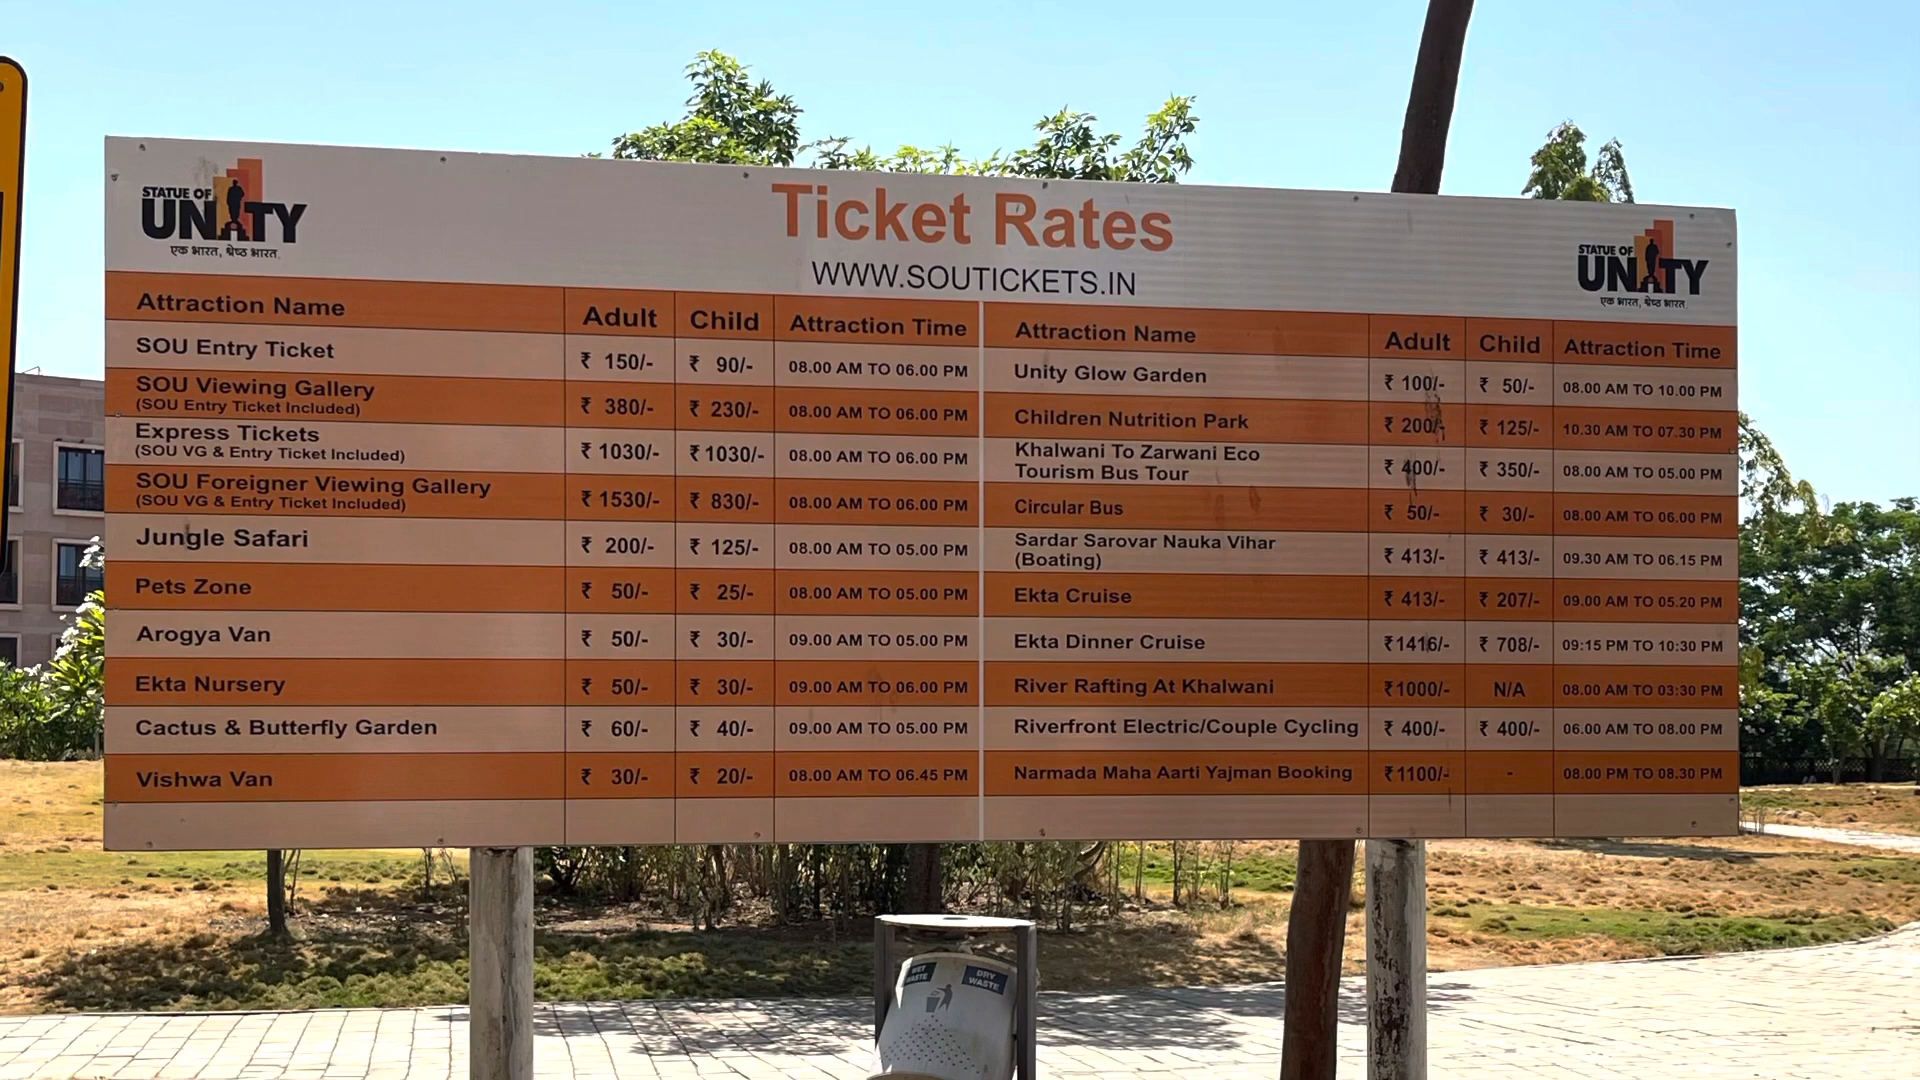 STATUE OF
UNITY
एक भारत, श्रेष्ठ भारत.
Ticket Rates
WWW.SOUTICKETS.IN
STATUE OF
UNITY
एक भारत, श्रेष्ठ भारत.
Attraction Name Adult Child Attraction Time
SOU Entry Ticket ₹ 150/- ₹ 90/- 08.00 AM TO 06.00 PM
SOU Viewing Gallery
(SOU Entry Ticket Included) ₹ 380/- ₹ 230/- 08.00 AM TO 06.00 PM
Express Tickets
(SOU VG & Entry Ticket Included) ₹ 1030/- ₹ 1030/- 08.00 AM TO 06.00 PM
SOU Foreigner Viewing Gallery
(SOU VG & Entry Ticket Included) ₹ 1530/- ₹ 830/- 08.00 AM TO 06.00 PM
Jungle Safari ₹ 200/- ₹ 125/- 08.00 AM TO 05.00 PM
Pets Zone ₹ 50/- ₹ 25/- 08.00 AM TO 05.00 PM
Arogya Van ₹ 50/- ₹ 30/- 09.00 AM TO 05.00 PM
Ekta Nursery ₹ 50/- ₹ 30/- 09.00 AM TO 06.00 PM
Cactus & Butterfly Garden ₹ 60/- ₹ 40/- 09.00 AM TO 05.00 PM
Vishwa Van ₹ 30/- ₹ 20/- 08.00 AM TO 06.45 PM
Attraction Name Adult Child Attraction Time
Unity Glow Garden ₹ 100/- ₹ 50/- 08.00 AM TO 10.00 PM
Children Nutrition Park ₹ 200/- ₹ 125/- 10.30 AM TO 07.30 PM
Khalwani To Zarwani Eco
Tourism Bus Tour ₹ 400/- ₹ 350/- 08.00 AM TO 05.00 PM
Circular Bus ₹ 50/- ₹ 30/- 08.00 AM TO 06.00 PM
Sardar Sarovar Nauka Vihar
(Boating) ₹ 413/- ₹ 413/- 09.30 AM TO 06.15 PM
Ekta Cruise ₹ 413/- ₹ 207/- 09.00 AM TO 05.20 PM
Ekta Dinner Cruise ₹1416/- ₹ 708/- 09:15 PM TO 10:30 PM
River Rafting At Khalwani ₹1000/- N/A 08.00 AM TO 03:30 PM
Riverfront Electric/Couple Cycling ₹ 400/- ₹ 400/- 06.00 AM TO 08.00 PM
Narmada Maha Aarti Yajman Booking ₹1100/- - 08.00 PM TO 08.30 PM
WET
WASTE
DRY
WASTE